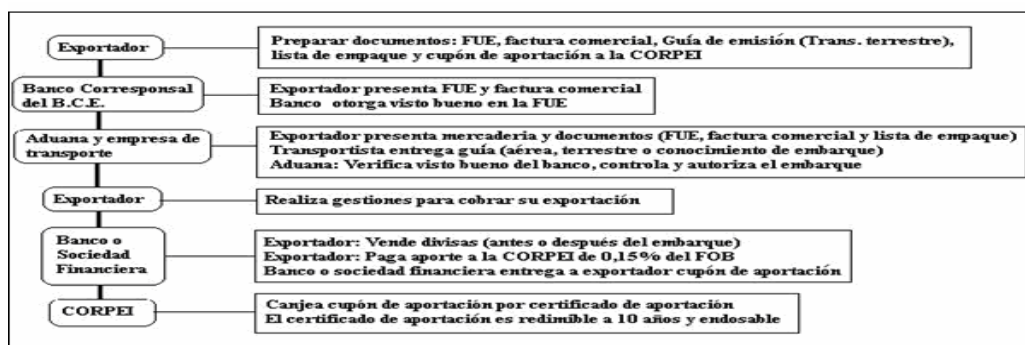 Exportador
Preparar documentos: FUE, factura comercial, Guía de emisión (Trans. terrestre),
lista de empaque y cupón de aportación a la CORPEI
Banco Corresponsal
del B.C.E.
Exportador presenta FUE y factura comercial
Banco otorga visto bueno en la FUE
Aduana y empresa de
transporte
Exportador presenta mercaderia y documentos (FUE, factura comercial y lista de empaque)
Transportista entrega guía (aérea, terrestre o conocimiento de embarque)
Aduana: Verifica visto bueno del banco, controla y autoriza el embarque
Exportador
Realiza gestiones para cobrar su exportación
Banco o
Sociedad
Financiera
Exportador: Vende divisas (antes o después del embarque)
Exportador: Paga aporte a la CORPEI de 0,15% del FOB
Banco o sociedad financiera entrega a exportador cupón de aportación
CORPEI
Canjea cupón de aportación por certificado de aportación
El certificado de aportación es redimible a 10 años y endosable